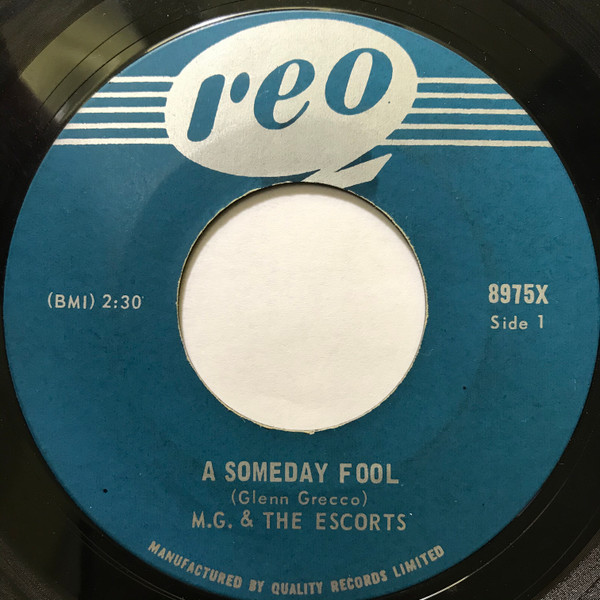 reo
(BMI) 2:30
8975X
Side 1
A SOMEDAY FOOL
(Glenn Grecco)
M.G. & THE ESCORTS
MANUFACTURED BY QUALITY RECORDS LIMITED